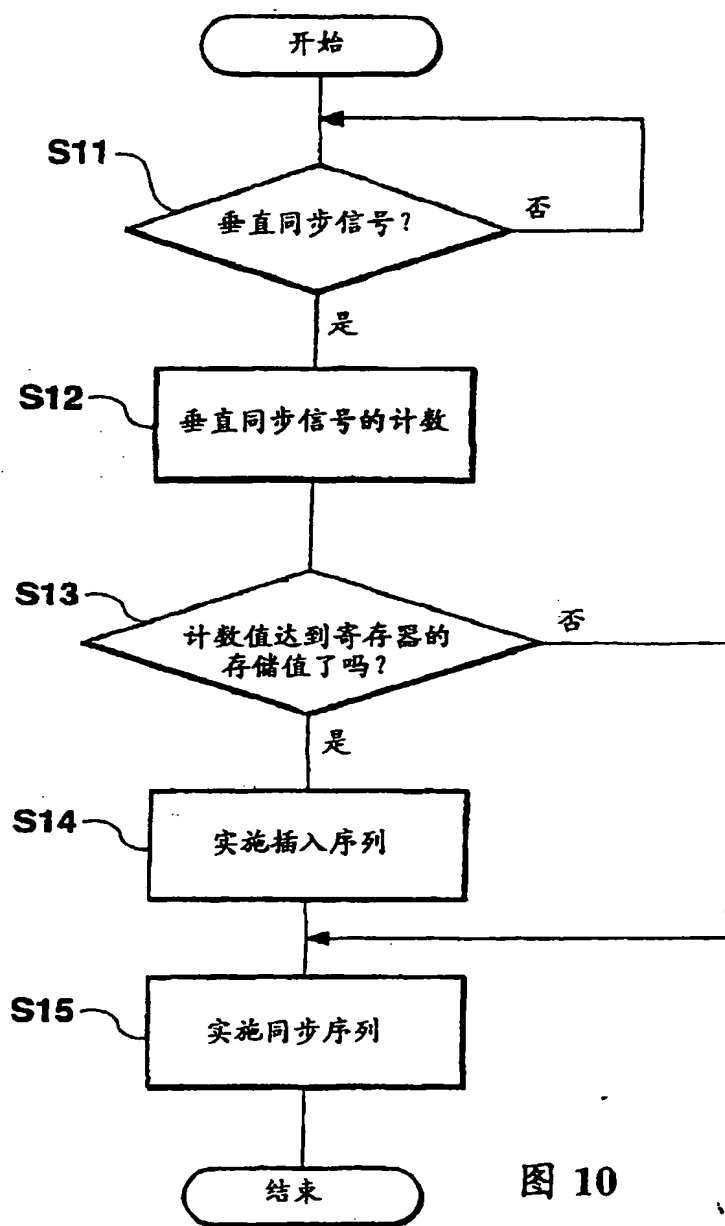 开始
S11
垂直同步信号？
否
是
S12
垂直同步信号的计数
S13
计数值达到寄存器的
存储值了吗？
否
是
S14
实施插入序列
S15
实施同步序列
结束
图 10